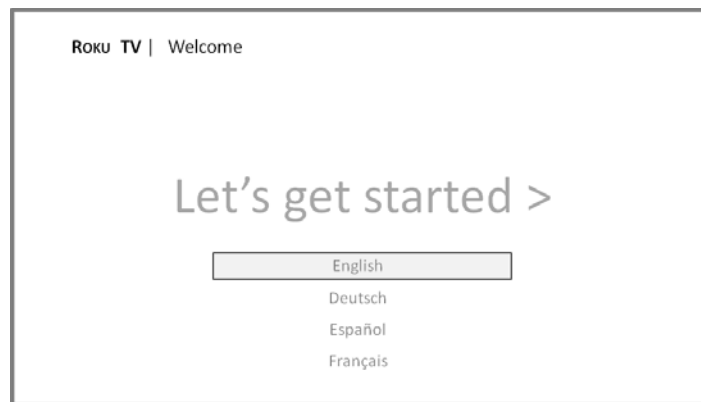 Roku TV | Welcome
Let's get started >
English
Deutsch
Español
Français